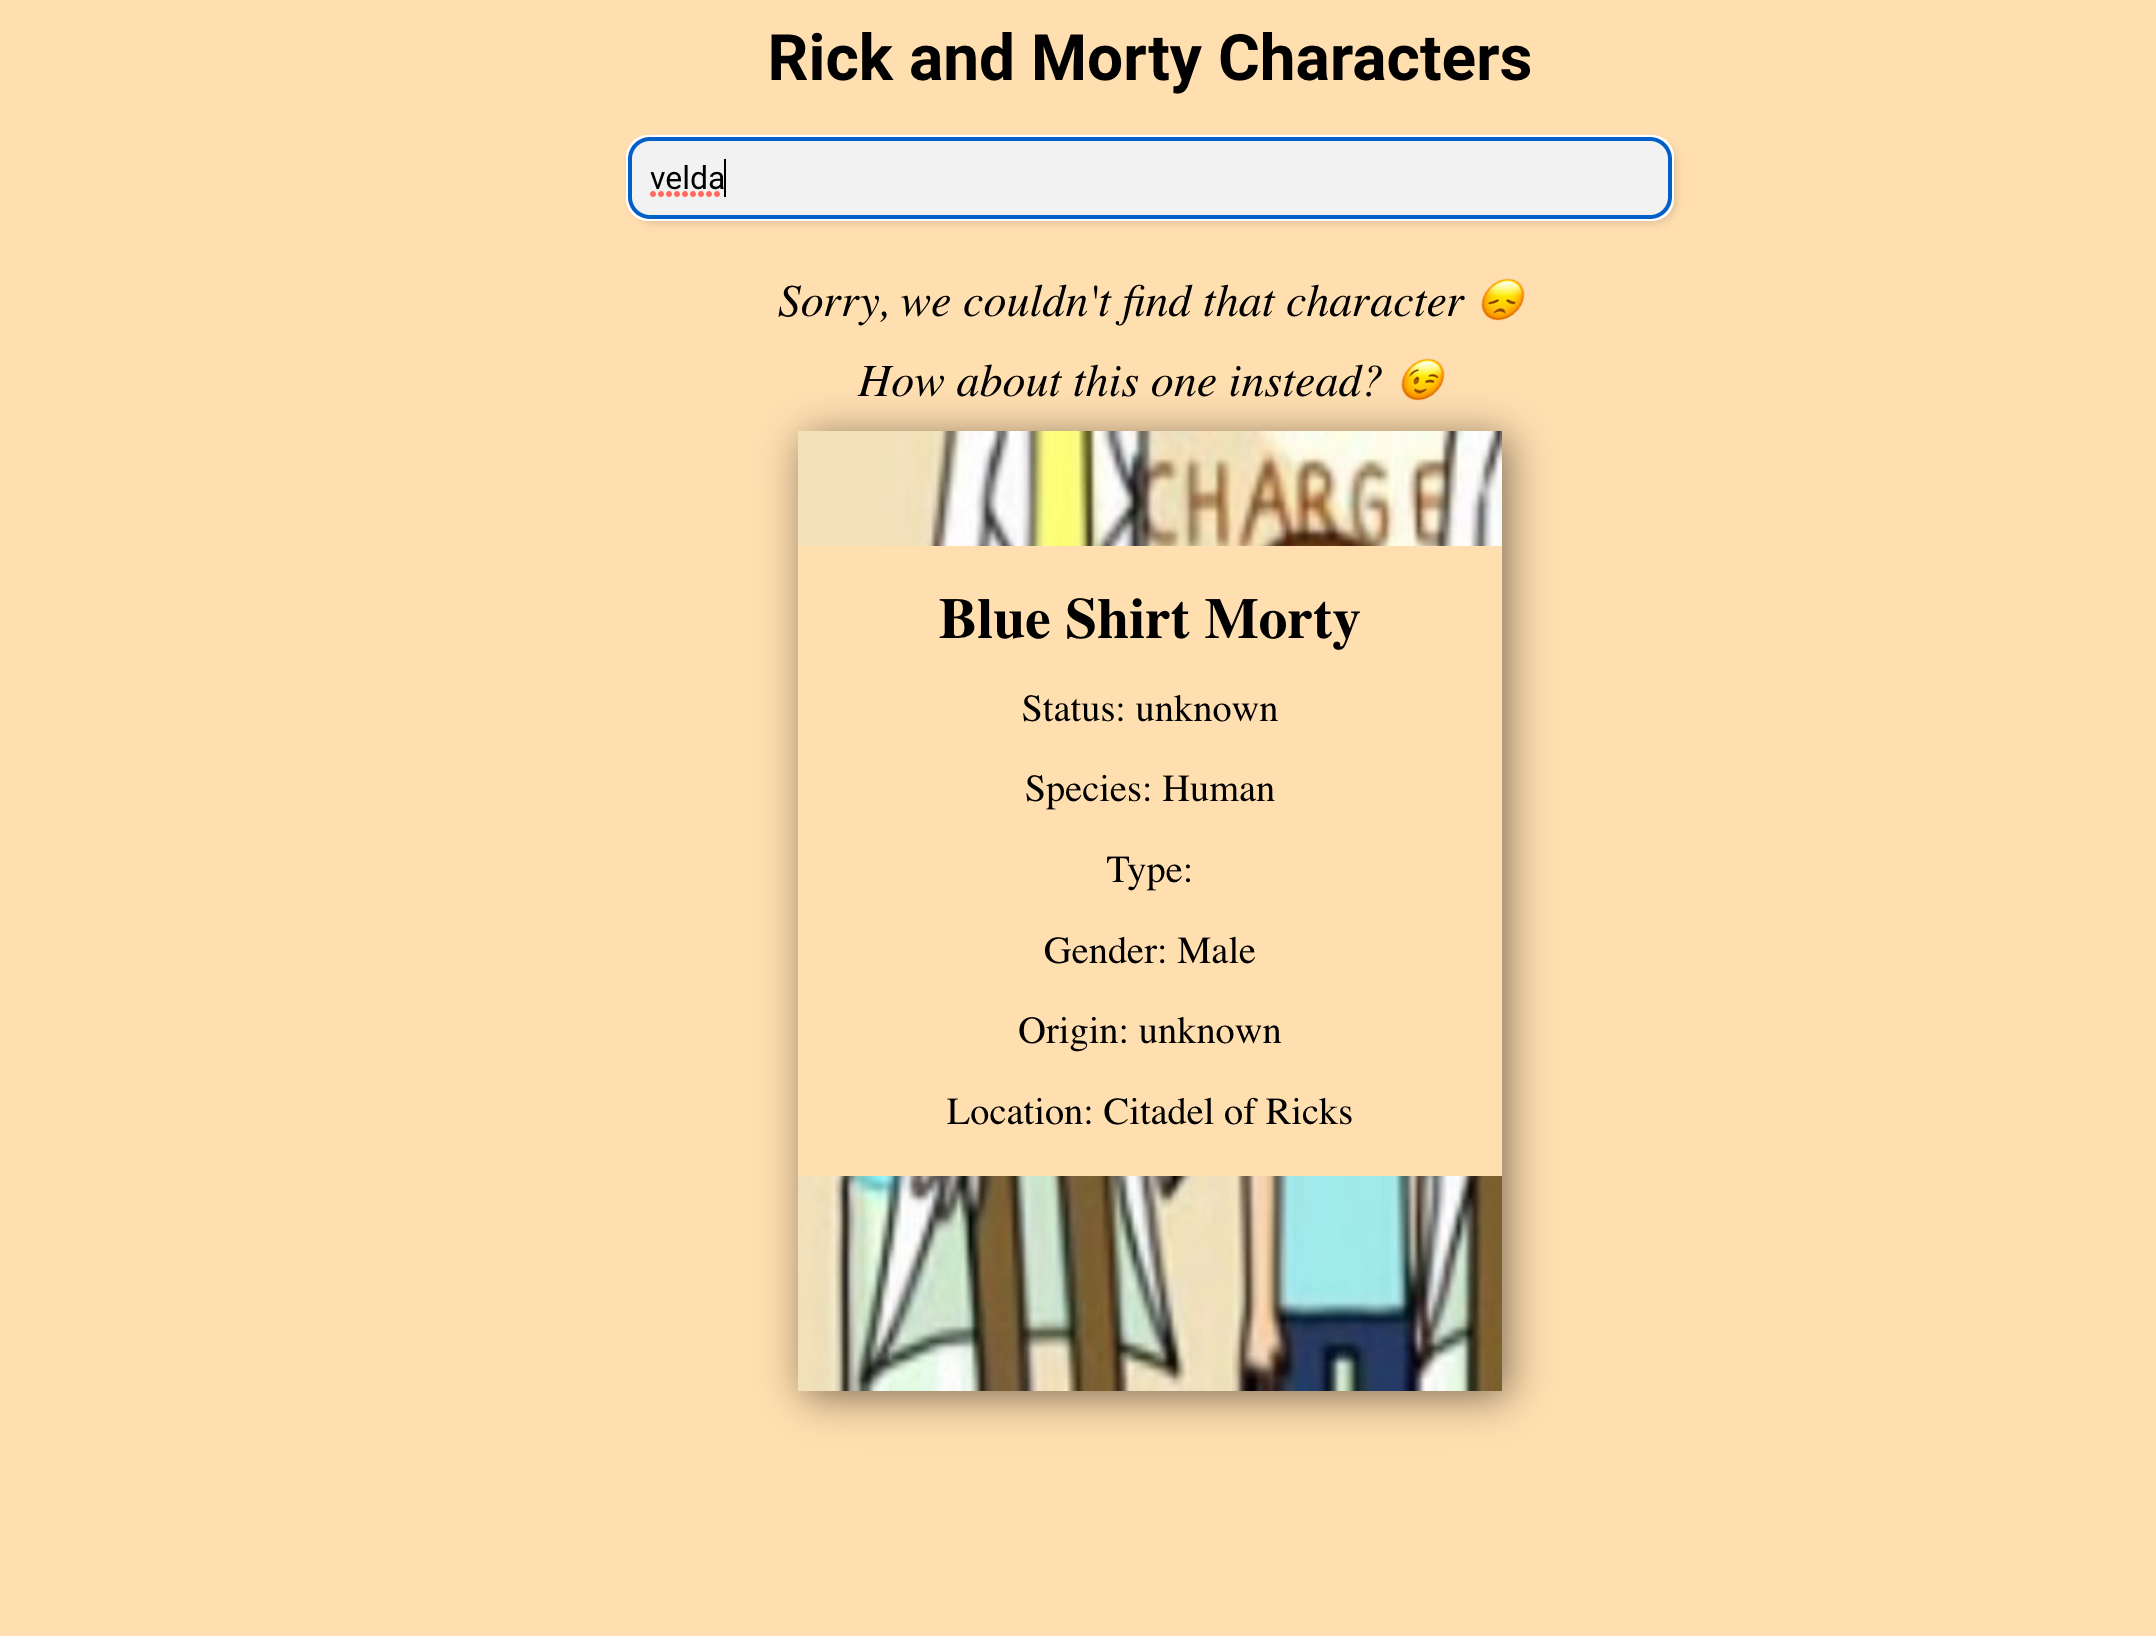 Rick and Morty Characters
velda
Sorry, we couldn't find that character 😞
How about this one instead? 😉
CHARGE
Blue Shirt Morty
Status: unknown
Species: Human
Type:
Gender: Male
Origin: unknown
Location: Citadel of Ricks